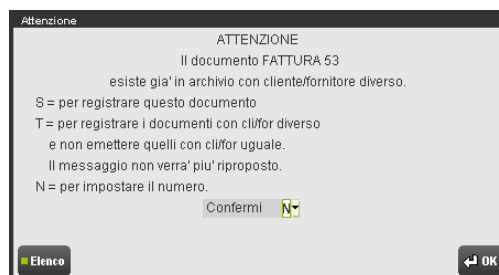 Attenzione
ATTENZIONE
Il documento FATTURA 53
esiste gia' in archivio con cliente/fornitore diverso.
S = per registrare questo documento
T = per registrare i documenti con cli/for diverso
e non emettere quelli con cli/for uguale.
Il messaggio non verra' piu' riproposto.
N = per impostare il numero.
Confermi N
Elenco
OK